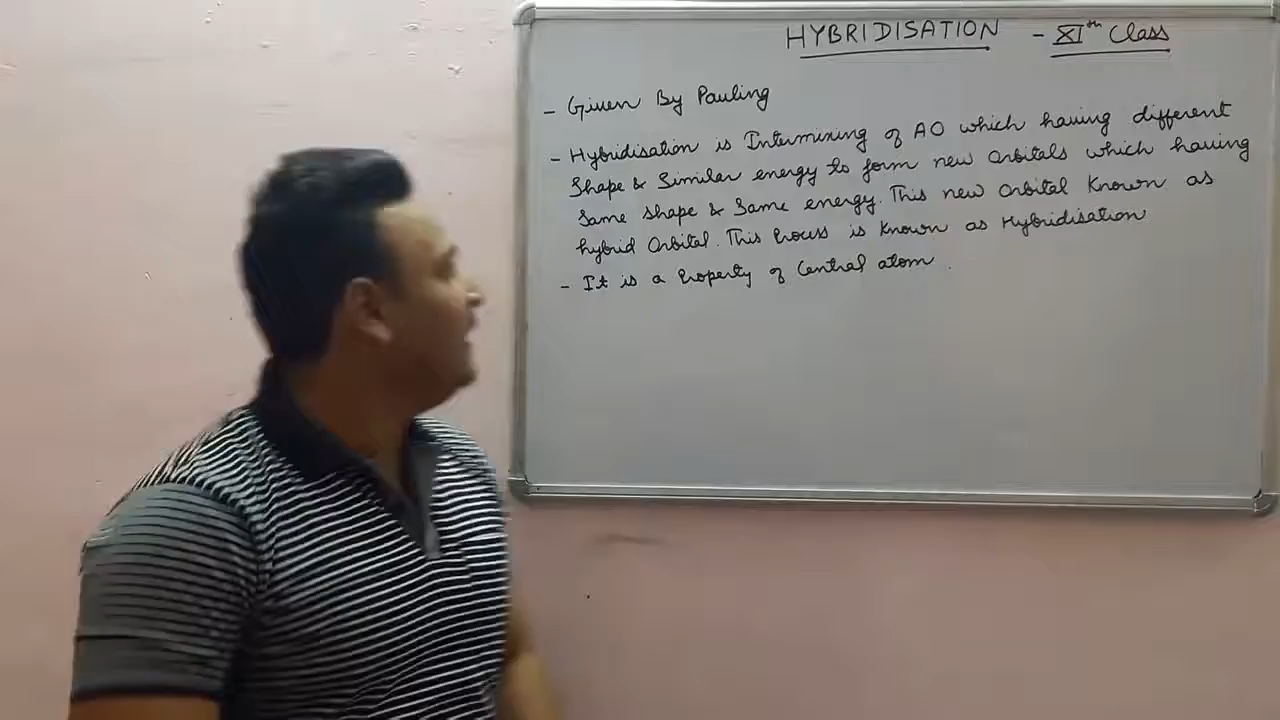 HYBRIDISATION - XIth Class
- Given By Pauling
- Hybridisation is Intermixing of AO which having different
Shape & Similar energy to form new orbitals which having
Same shape & Same energy. This new orbital Known as
hybrid Orbital. This Process is Known as Hybridisation
- It is a Property of Central atom.